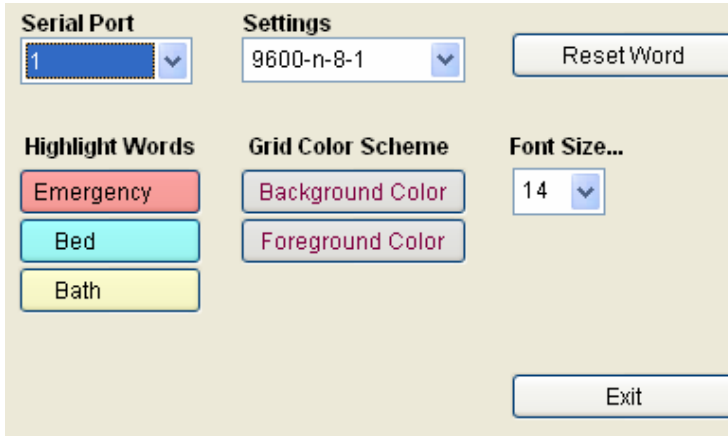 Serial Port
Settings
1
9600-n-8-1
Reset Word
Highlight Words
Grid Color Scheme
Font Size...
Emergency
Background Color
14
Bed
Foreground Color
Bath
Exit